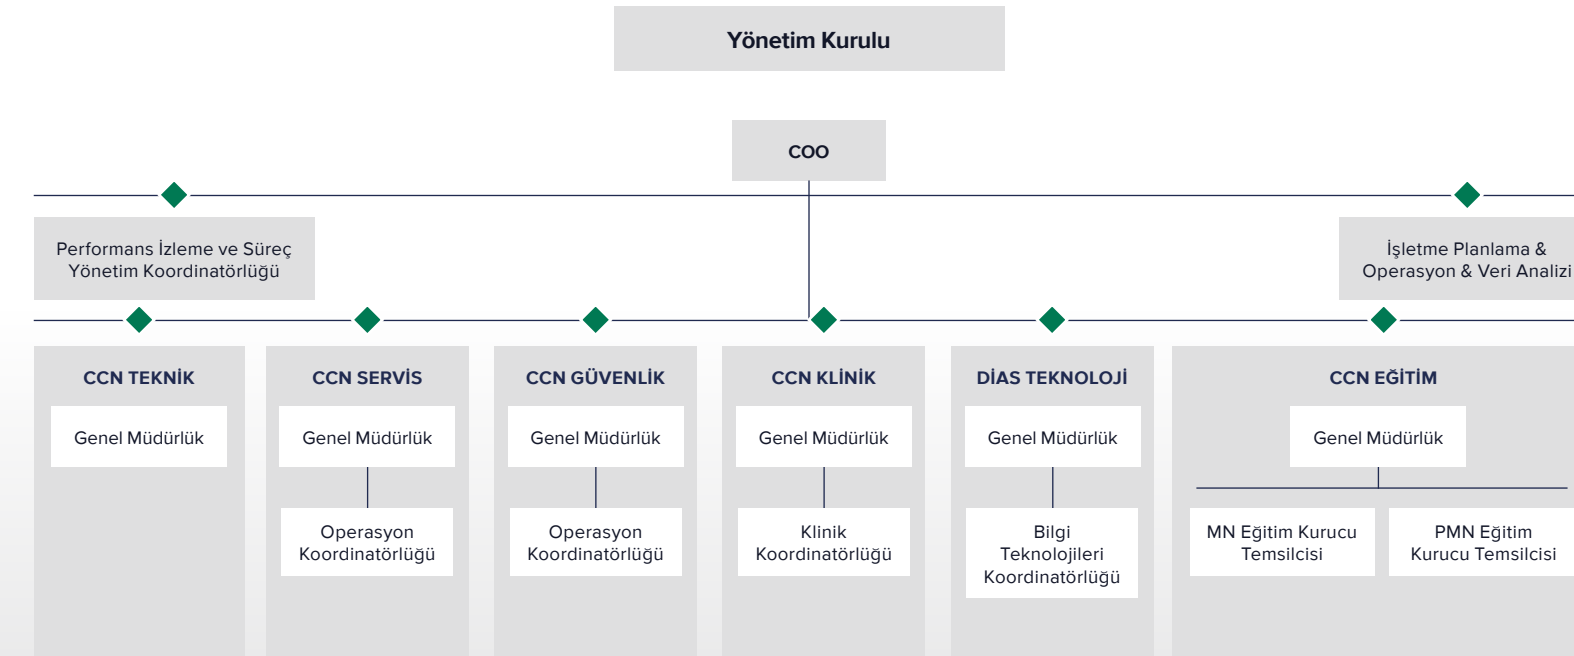 Yönetim Kurulu
COO
Performans İzleme ve Süreç
Yönetim Koordinatörlüğü
İşletme Planlama &
Operasyon & Veri Analizi
CCN TEKNİK
Genel Müdürlük
CCN SERVİS
Genel Müdürlük
Operasyon
Koordinatörlüğü
CCN GÜVENLİK
Genel Müdürlük
Operasyon
Koordinatörlüğü
CCN KLİNİK
Genel Müdürlük
Klinik
Koordinatörlüğü
DİAS TEKNOLOJİ
Genel Müdürlük
Bilgi
Teknolojileri
Koordinatörlüğü
CCN EĞİTİM
Genel Müdürlük
MN Eğitim Kurucu
Temsilcisi
PMN Eğitim
Kurucu Temsilcisi